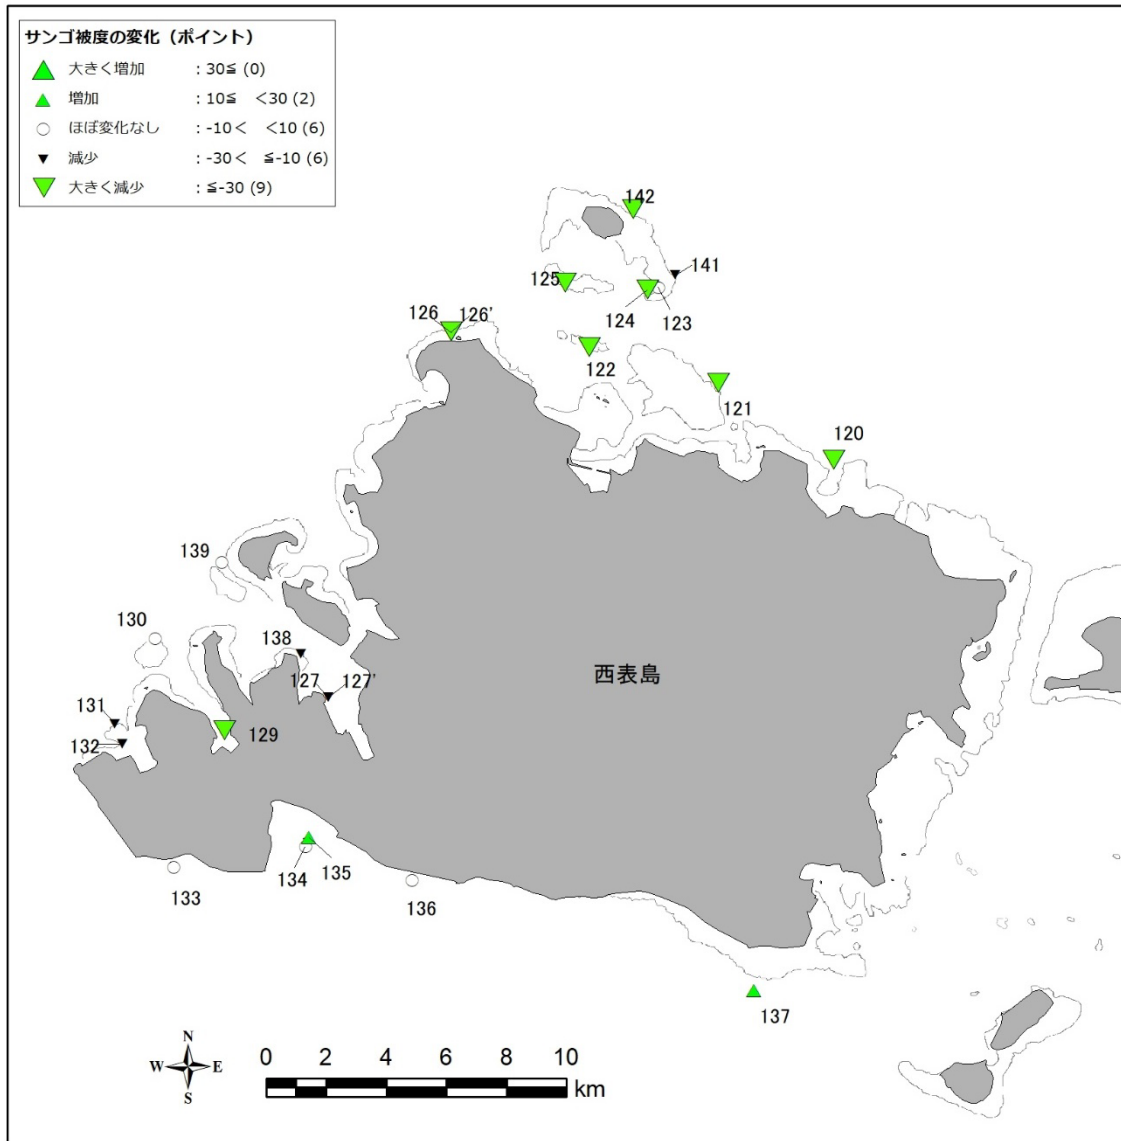 サンゴ被度の変化（ポイント）
大きく増加 : 30≦ (0)
増加 : 10≦ <30 (2)
ほぼ変化なし : -10< <10 (6)
減少 : -30< ≦-10 (6)
大きく減少 : ≦-30 (9)
142
141
125
124
123
126
126'
122
121
120
139
130
138
127
127'
西表島
131
132
129
134
135
133
136
137
N
W
E
S
0 2 4 6 8 10
km